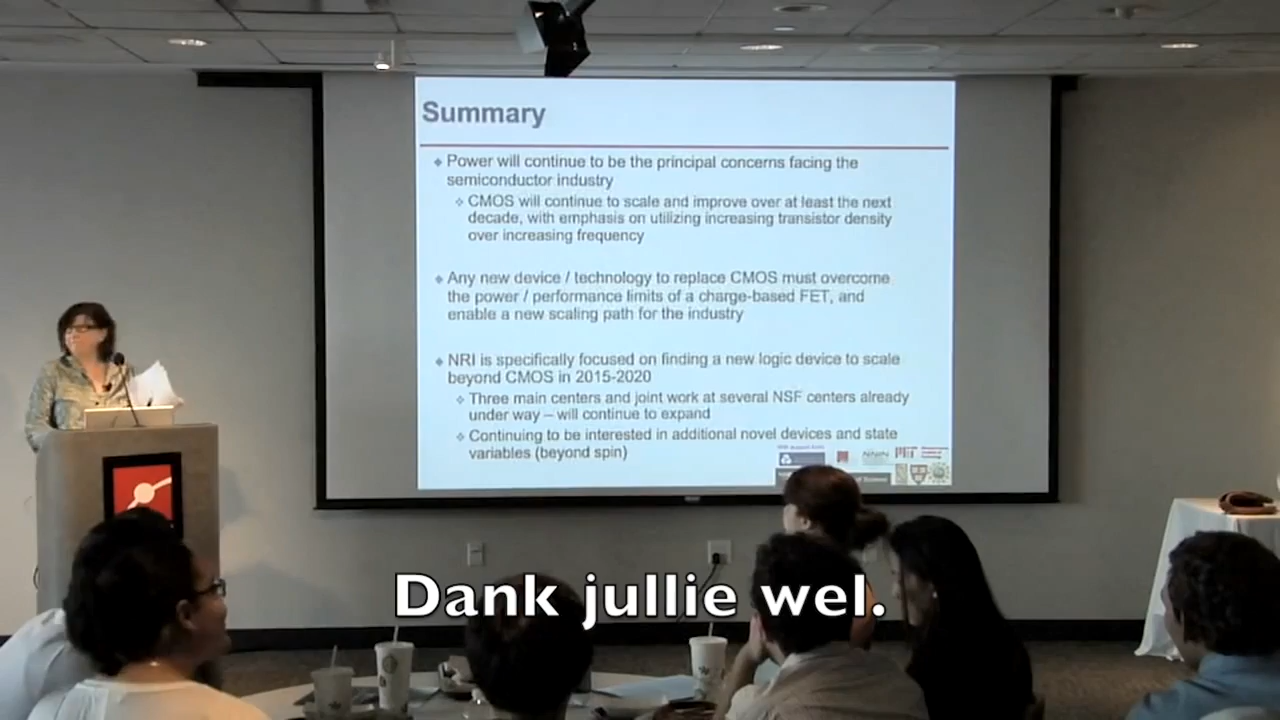 Summary
Power will continue to be the principal concerns facing the
semiconductor industry
CMOS will continue to scale and improve over at least the next
decade, with emphasis on utilizing increasing transistor density
over increasing frequency
Any new device / technology to replace CMOS must overcome
the power / performance limits of a charge-based FET, and
enable a new scaling path for the industry
NRI is specifically focused on finding a new logic device to scale
beyond CMOS in 2015-2020
Three main centers and joint work at several NSF centers already
under way – will continue to expand
Continuing to be interested in additional novel devices and state
variables (beyond spin)
NNIN
MIT
Dank jullie wel.